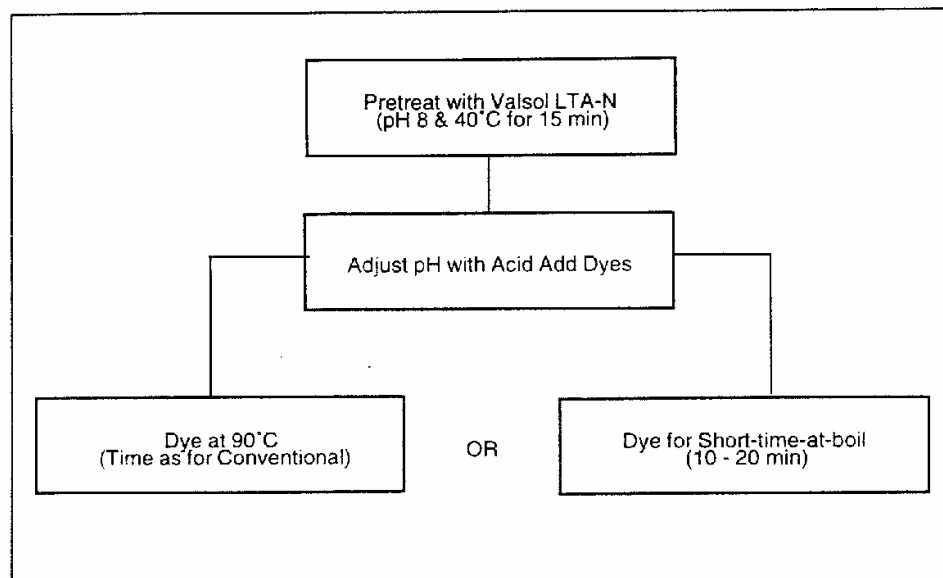 Pretreat with Valsol LTA-N
(pH 8 & 40°C for 15 min)
Adjust pH with Acid Add Dyes
Dye at 90°C
(Time as for Conventional)
OR
Dye for Short-time-at-boil
(10 - 20 min)